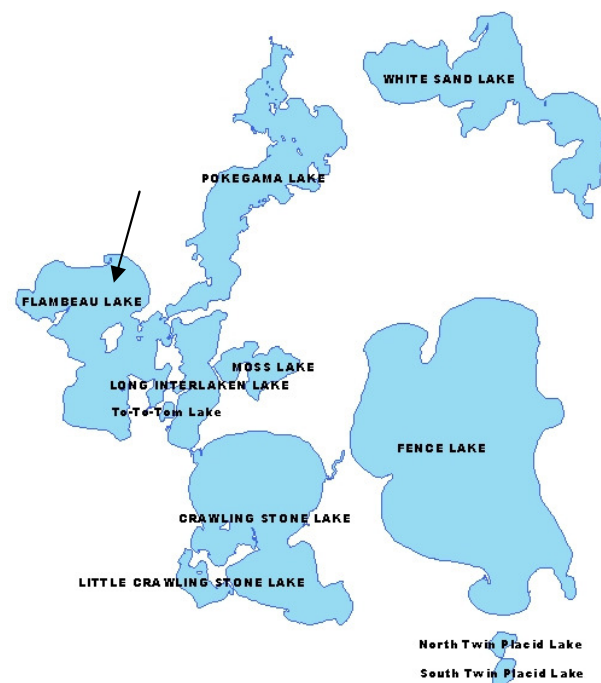 WHITE SAND LAKE
POKEGAMA LAKE
FLAMBEAU LAKE
MOSS LAKE
LONG INTERLAKEN LAKE
To-To-Tom Lake
FENCE LAKE
CRAWLING STONE LAKE
LITTLE CRAWLING STONE LAKE
North Twin Placid Lake
South Twin Placid Lake